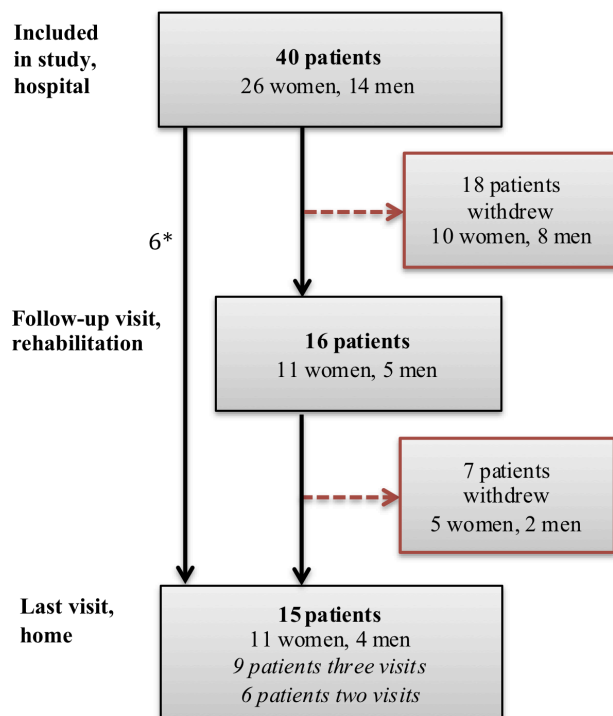 Included
in study,
hospital
40 patients
26 women, 14 men
18 patients
withdrew
10 women, 8 men
6*
Follow-up visit,
rehabilitation
16 patients
11 women, 5 men
7 patients
withdrew
5 women, 2 men
Last visit,
home
15 patients
11 women, 4 men
9 patients three visits
6 patients two visits